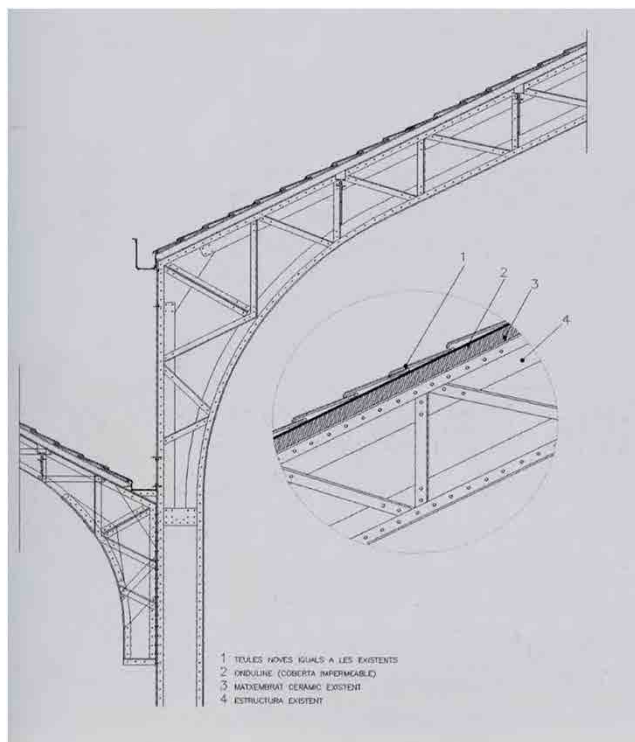 1
2
3
4
1 TEULES NOVES IGUALS A LES EXISTENTS
2 ONDULINE (COBERTA IMPERMEABLE)
3 MATXEMBRAT CERAMIC EXISTENT
4 ESTRUCTURA EXISTENT